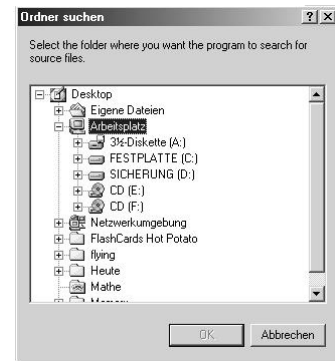 Ordner suchen
Select the folder where you want the program to search for
source files.
Desktop
Eigene Dateien
Arbeitsplatz
3½-Diskette (A:)
FESTPLATTE (C:)
SICHERUNG (D:)
CD (E:)
CD (F:)
Netzwerkumgebung
FlashCards Hot Potato
flying
Heute
Mathe
OK
Abbrechen